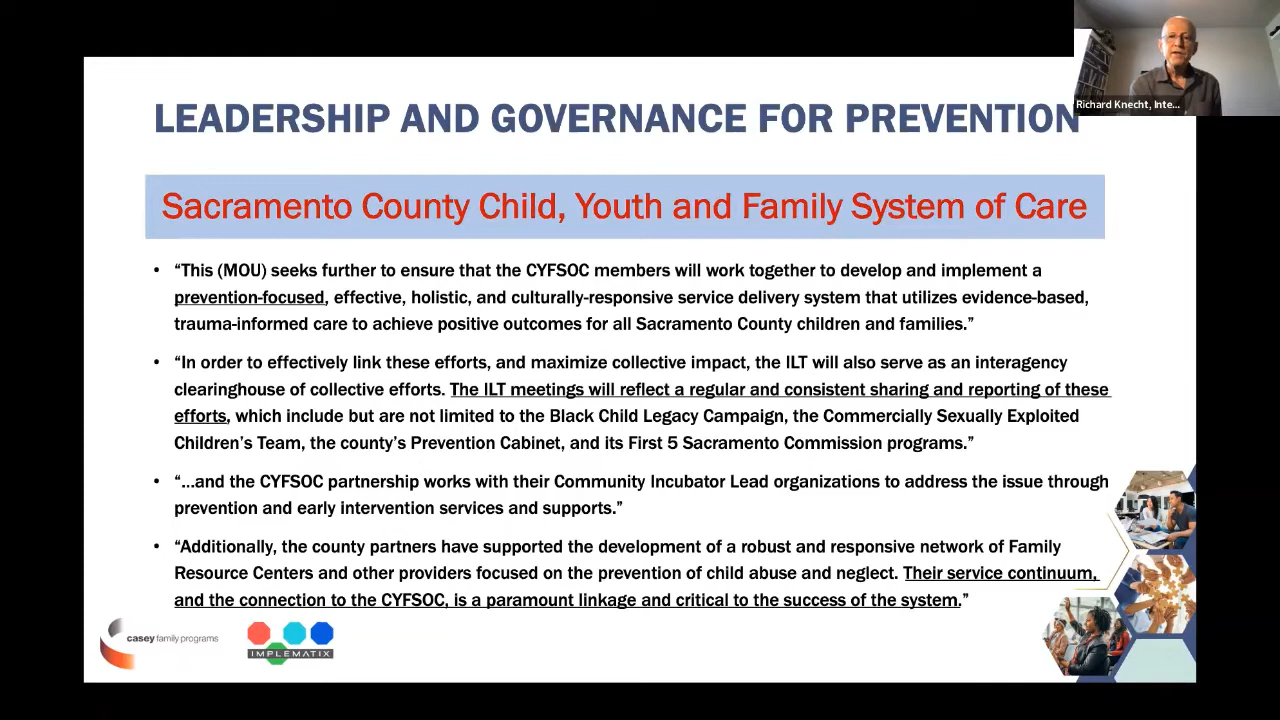 Richard Knecht, Inte...
LEADERSHIP AND GOVERNANCE FOR PREVENTION
Sacramento County Child, Youth and Family System of Care
• “This (MOU) seeks further to ensure that the CYFSOC members will work together to develop and implement a
prevention-focused, effective, holistic, and culturally-responsive service delivery system that utilizes evidence-based,
trauma-informed care to achieve positive outcomes for all Sacramento County children and families.”
• “In order to effectively link these efforts, and maximize collective impact, the ILT will also serve as an interagency
clearinghouse of collective efforts. The ILT meetings will reflect a regular and consistent sharing and reporting of these
efforts, which include but are not limited to the Black Child Legacy Campaign, the Commercially Sexually Exploited
Children’s Team, the county’s Prevention Cabinet, and its First 5 Sacramento Commission programs.”
• “…and the CYFSOC partnership works with their Community Incubator Lead organizations to address the issue through
prevention and early intervention services and supports.”
• “Additionally, the county partners have supported the development of a robust and responsive network of Family
Resource Centers and other providers focused on the prevention of child abuse and neglect. Their service continuum,
and the connection to the CYFSOC, is a paramount linkage and critical to the success of the system.”
casey family programs
IMPLEMATIX